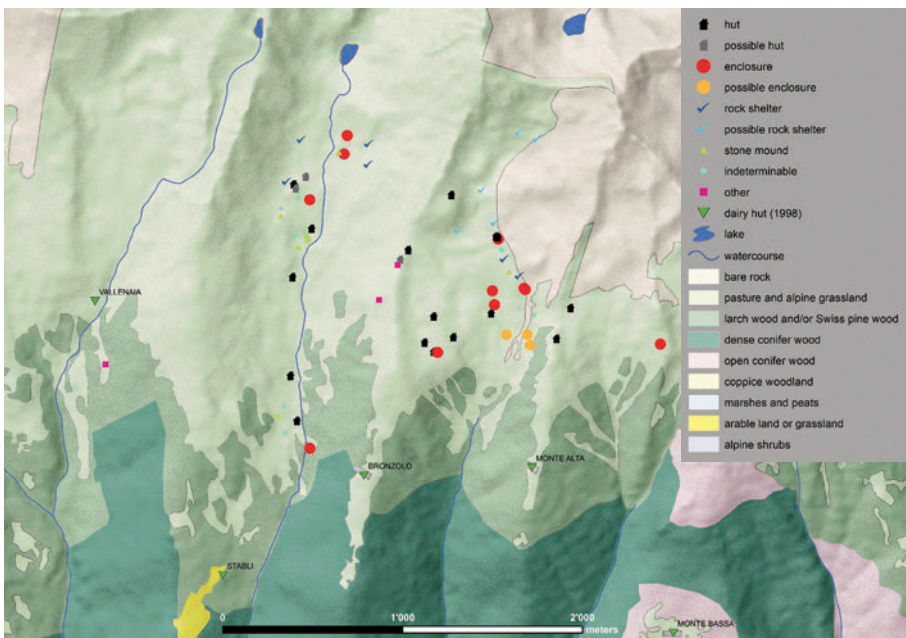 hut
possible hut
enclosure
possible enclosure
rock shelter
possible rock shelter
stone mound
indeterminable
other
dairy hut (1998)
lake
watercourse
bare rock
pasture and alpine grassland
larch wood and/or Swiss pine wood
dense conifer wood
open conifer wood
coppice woodland
marshes and peats
arable land or grassland
alpine shrubs
VALLENAIA
BRONZOLO
MONTE ALTA
STABLI
MONTE BASSA
0 1'000 2'000
meters